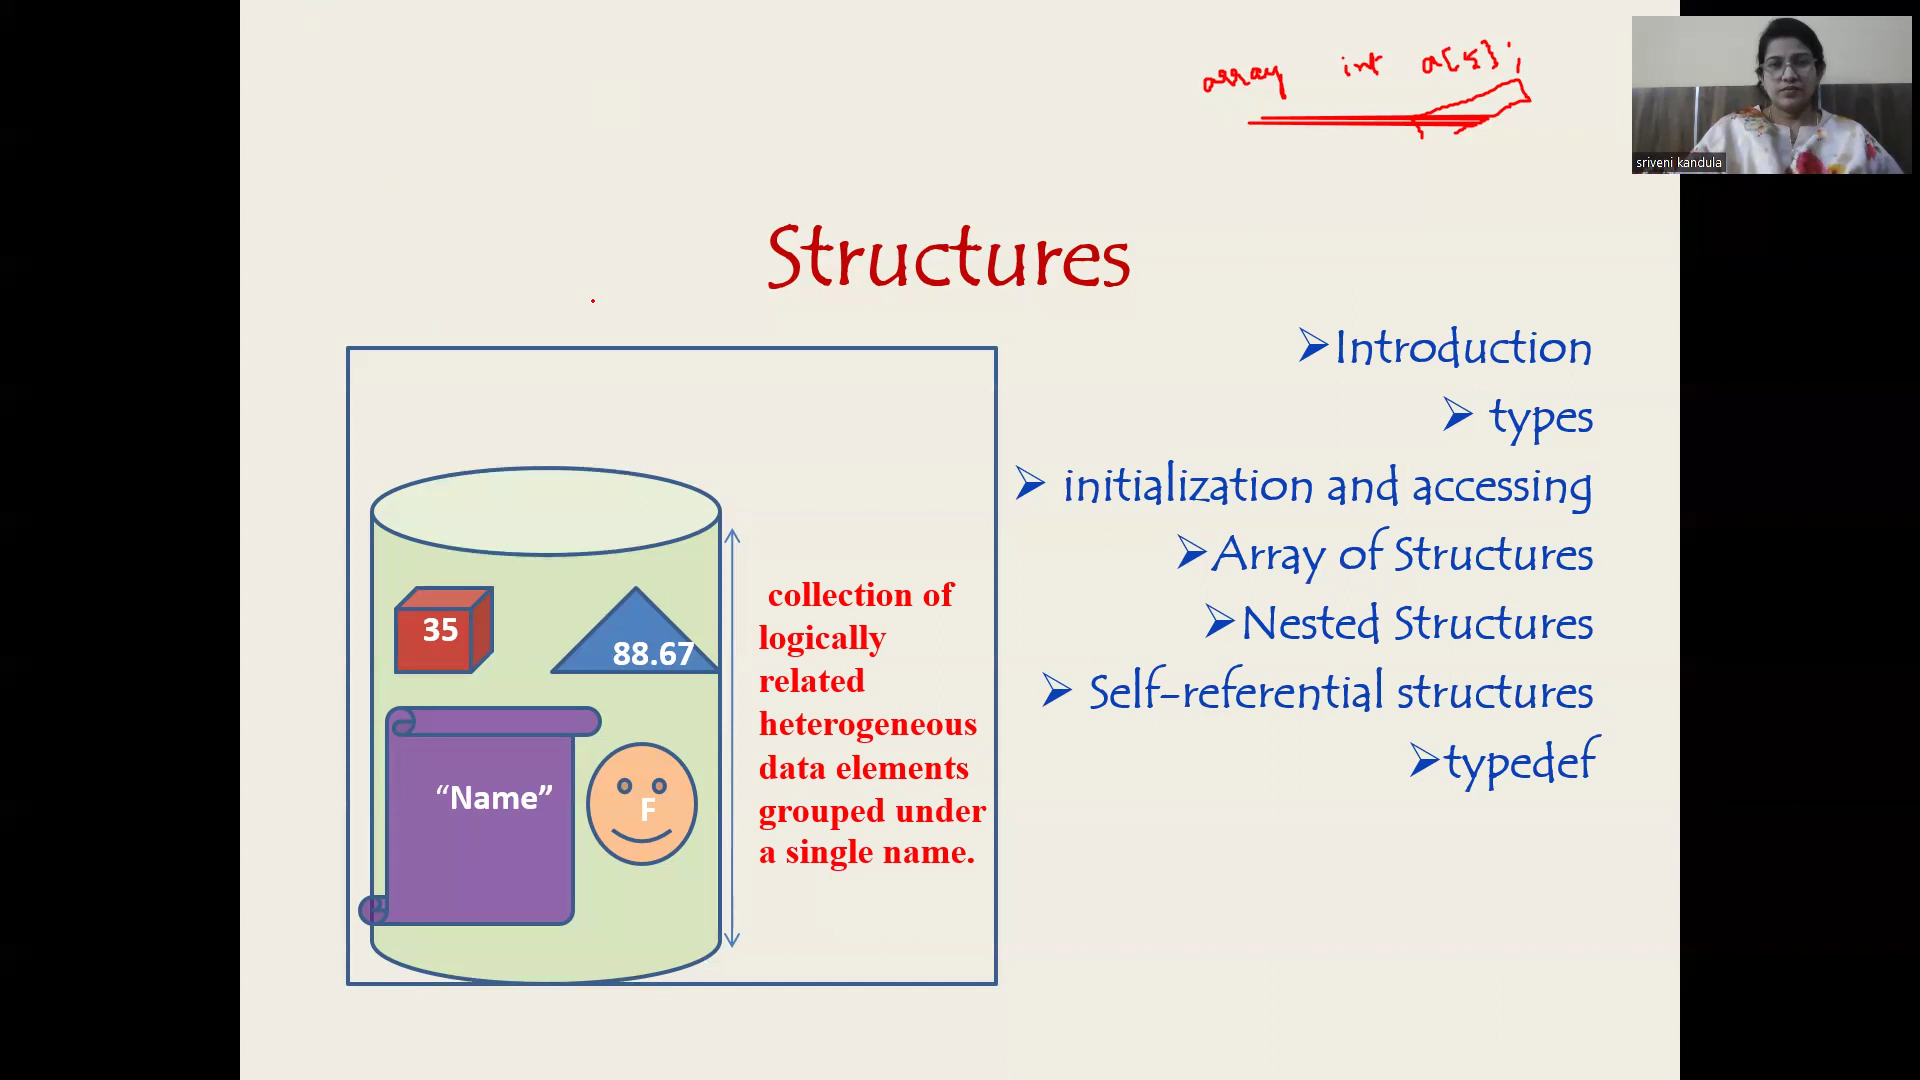 array int a[5];
sriveni kandula
Structures
➢Introduction
➢ types
➢ initialization and accessing
➢Array of Structures
➢Nested Structures
➢ Self-referential structures
➢typedef
35
88.67
“Name”
F
collection of
logically
related
heterogeneous
data elements
grouped under
a single name.